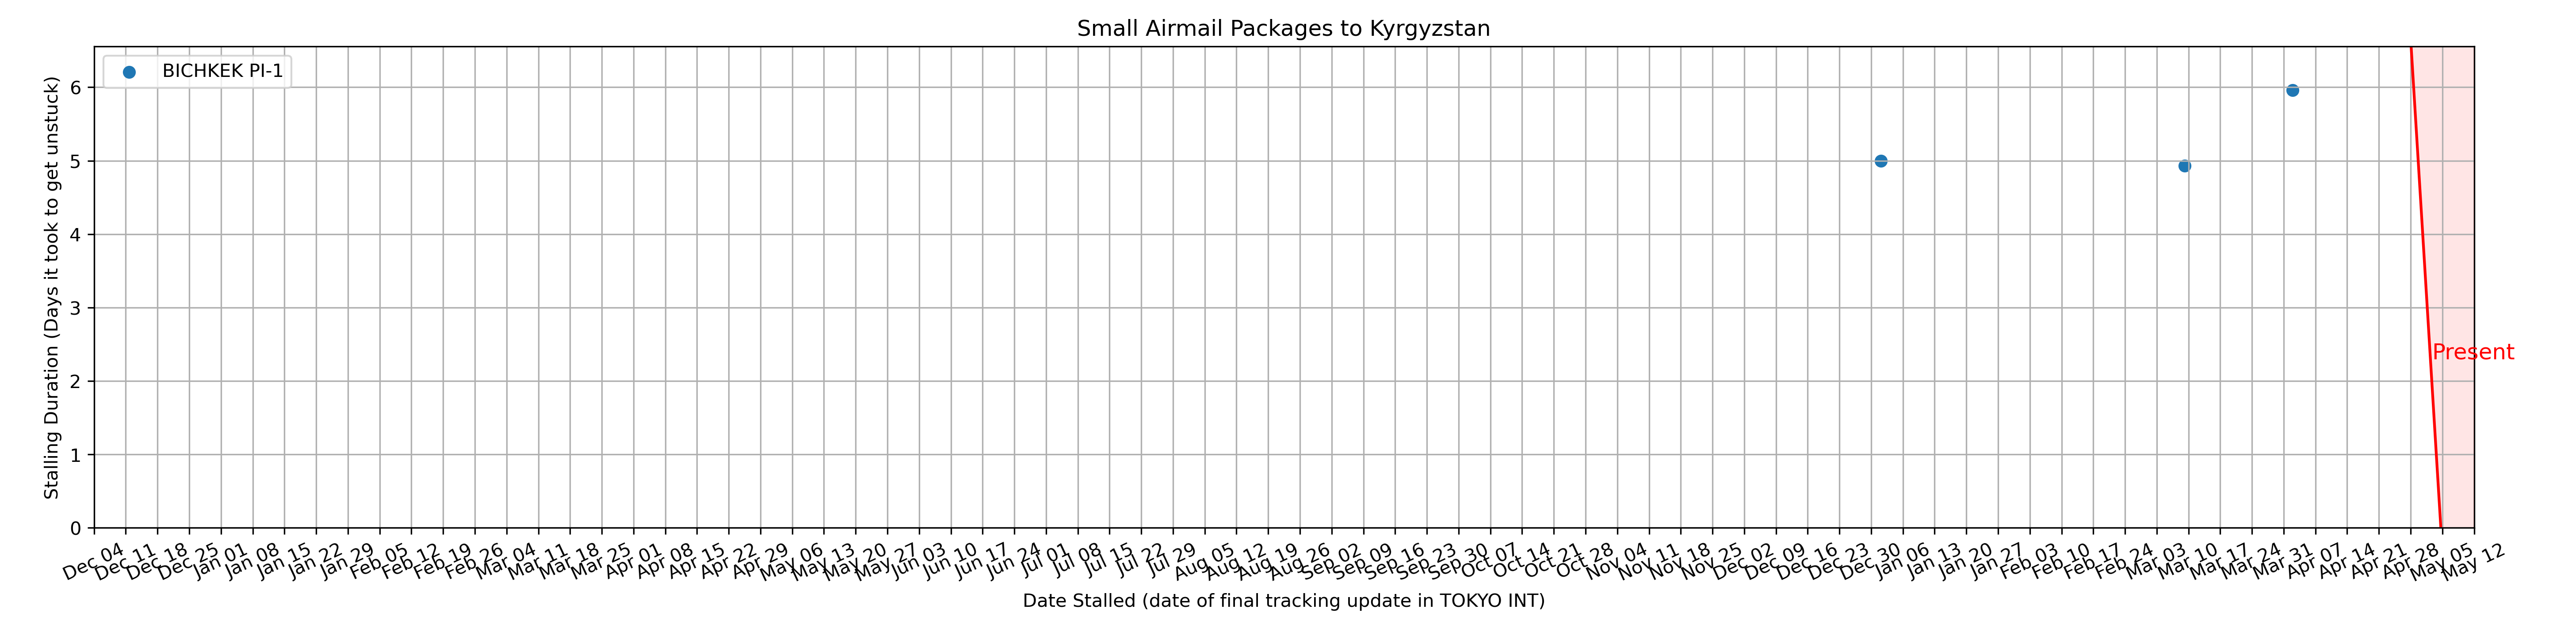 Small Airmail Packages to Kyrgyzstan
BICHKEK PI-1
Stalling Duration (Days it took to get unstuck)
6
5
4
3
2
1
0
Present
Dec 04
Dec 11
Dec 18
Dec 25
Jan 01
Jan 08
Jan 15
Jan 22
Jan 29
Feb 05
Feb 12
Feb 19
Feb 26
Mar 04
Mar 11
Mar 18
Mar 25
Apr 01
Apr 08
Apr 15
Apr 22
Apr 29
May 06
May 13
May 20
May 27
Jun 03
Jun 10
Jun 17
Jun 24
Jul 01
Jul 08
Jul 15
Jul 22
Jul 29
Aug 05
Aug 12
Aug 19
Aug 26
Sep 02
Sep 09
Sep 16
Sep 23
Sep 30
Oct 07
Oct 14
Oct 21
Oct 28
Nov 04
Nov 11
Nov 18
Nov 25
Dec 02
Dec 09
Dec 16
Dec 23
Dec 30
Jan 06
Jan 13
Jan 20
Jan 27
Feb 03
Feb 10
Feb 17
Feb 24
Mar 03
Mar 10
Mar 17
Mar 24
Mar 31
Apr 07
Apr 14
Apr 21
Apr 28
May 05
May 12
Date Stalled (date of final tracking update in TOKYO INT)